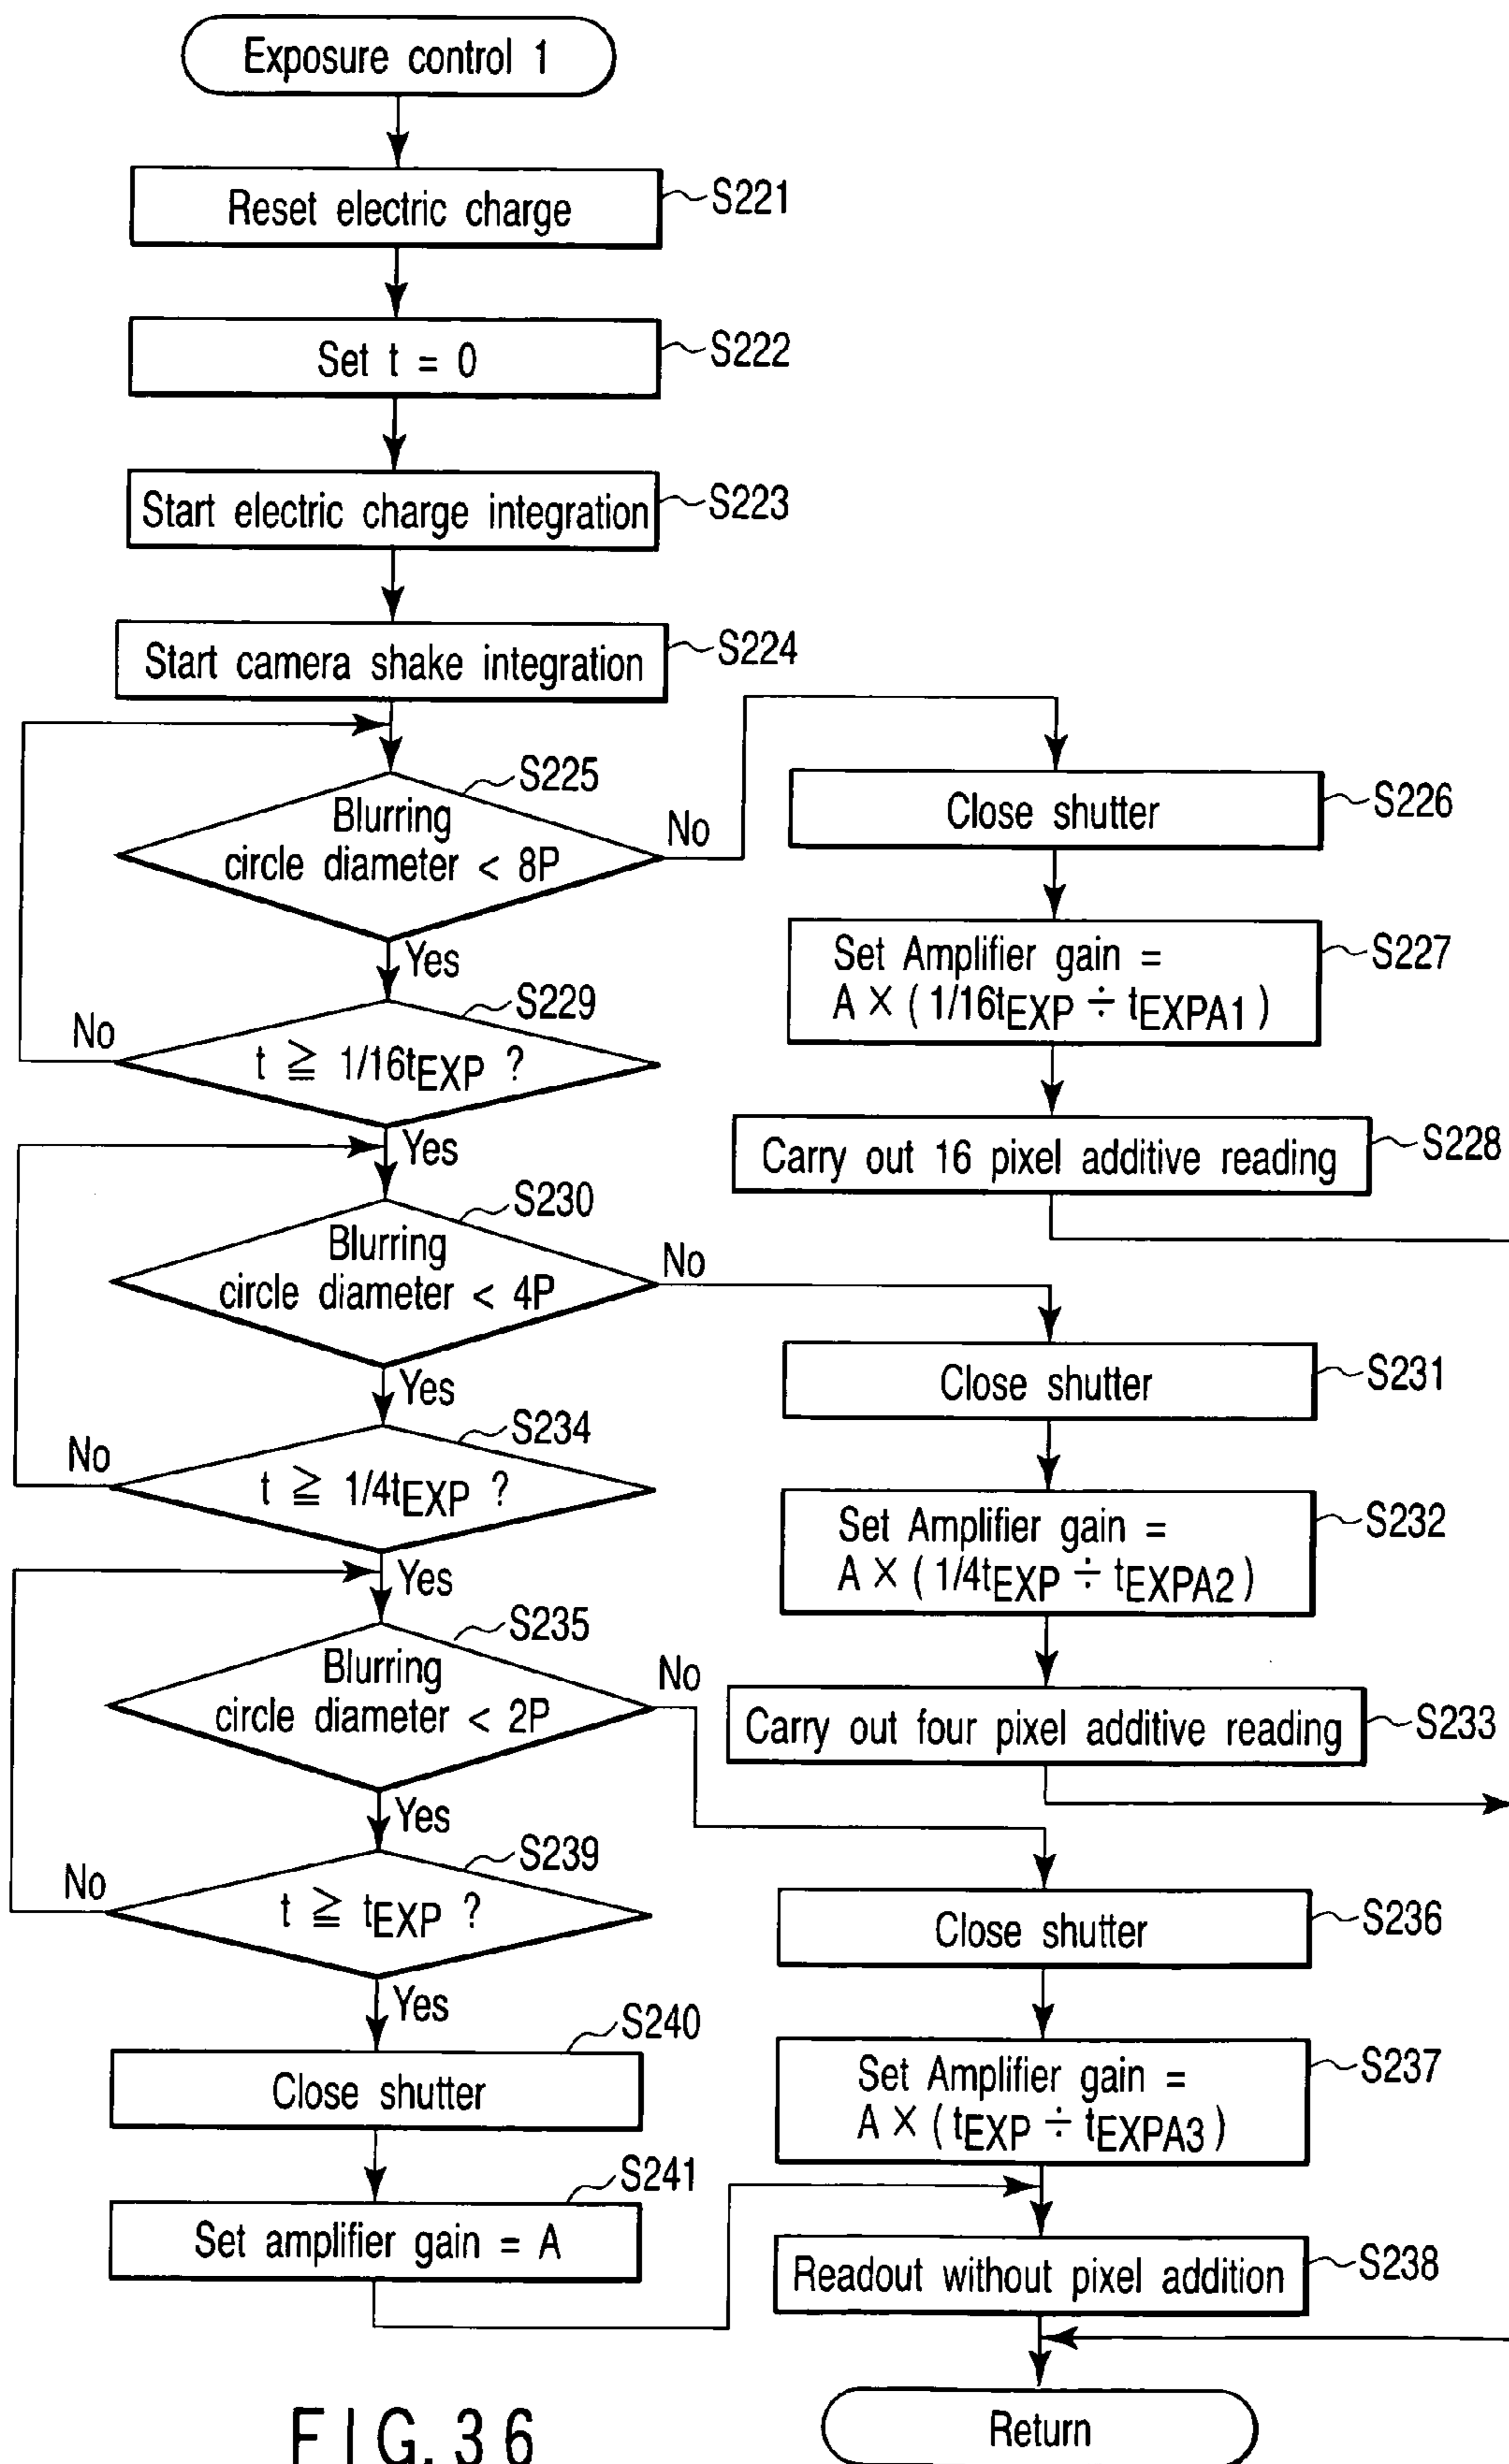 Exposure control 1
Reset electric charge
S221
Set t = 0
S222
Start electric charge integration
S223
Start camera shake integration
S224
S225
Blurring
circle diameter < 8P
No
Yes
S226
Close shutter
S227
Set Amplifier gain =
A × ( 1/16tEXP ÷ tEXPA1 )
S228
Carry out 16 pixel additive reading
S229
t ≧ 1/16tEXP ?
No
Yes
S230
Blurring
circle diameter < 4P
No
Yes
S231
Close shutter
S232
Set Amplifier gain =
A × ( 1/4tEXP ÷ tEXPA2 )
S233
Carry out four pixel additive reading
S234
t ≧ 1/4tEXP ?
No
Yes
S235
Blurring
circle diameter < 2P
No
Yes
S236
Close shutter
S237
Set Amplifier gain =
A × ( tEXP ÷ tEXPA3 )
S238
Readout without pixel addition
S239
t ≧ tEXP ?
No
Yes
S240
Close shutter
S241
Set amplifier gain = A
Return
FIG. 36